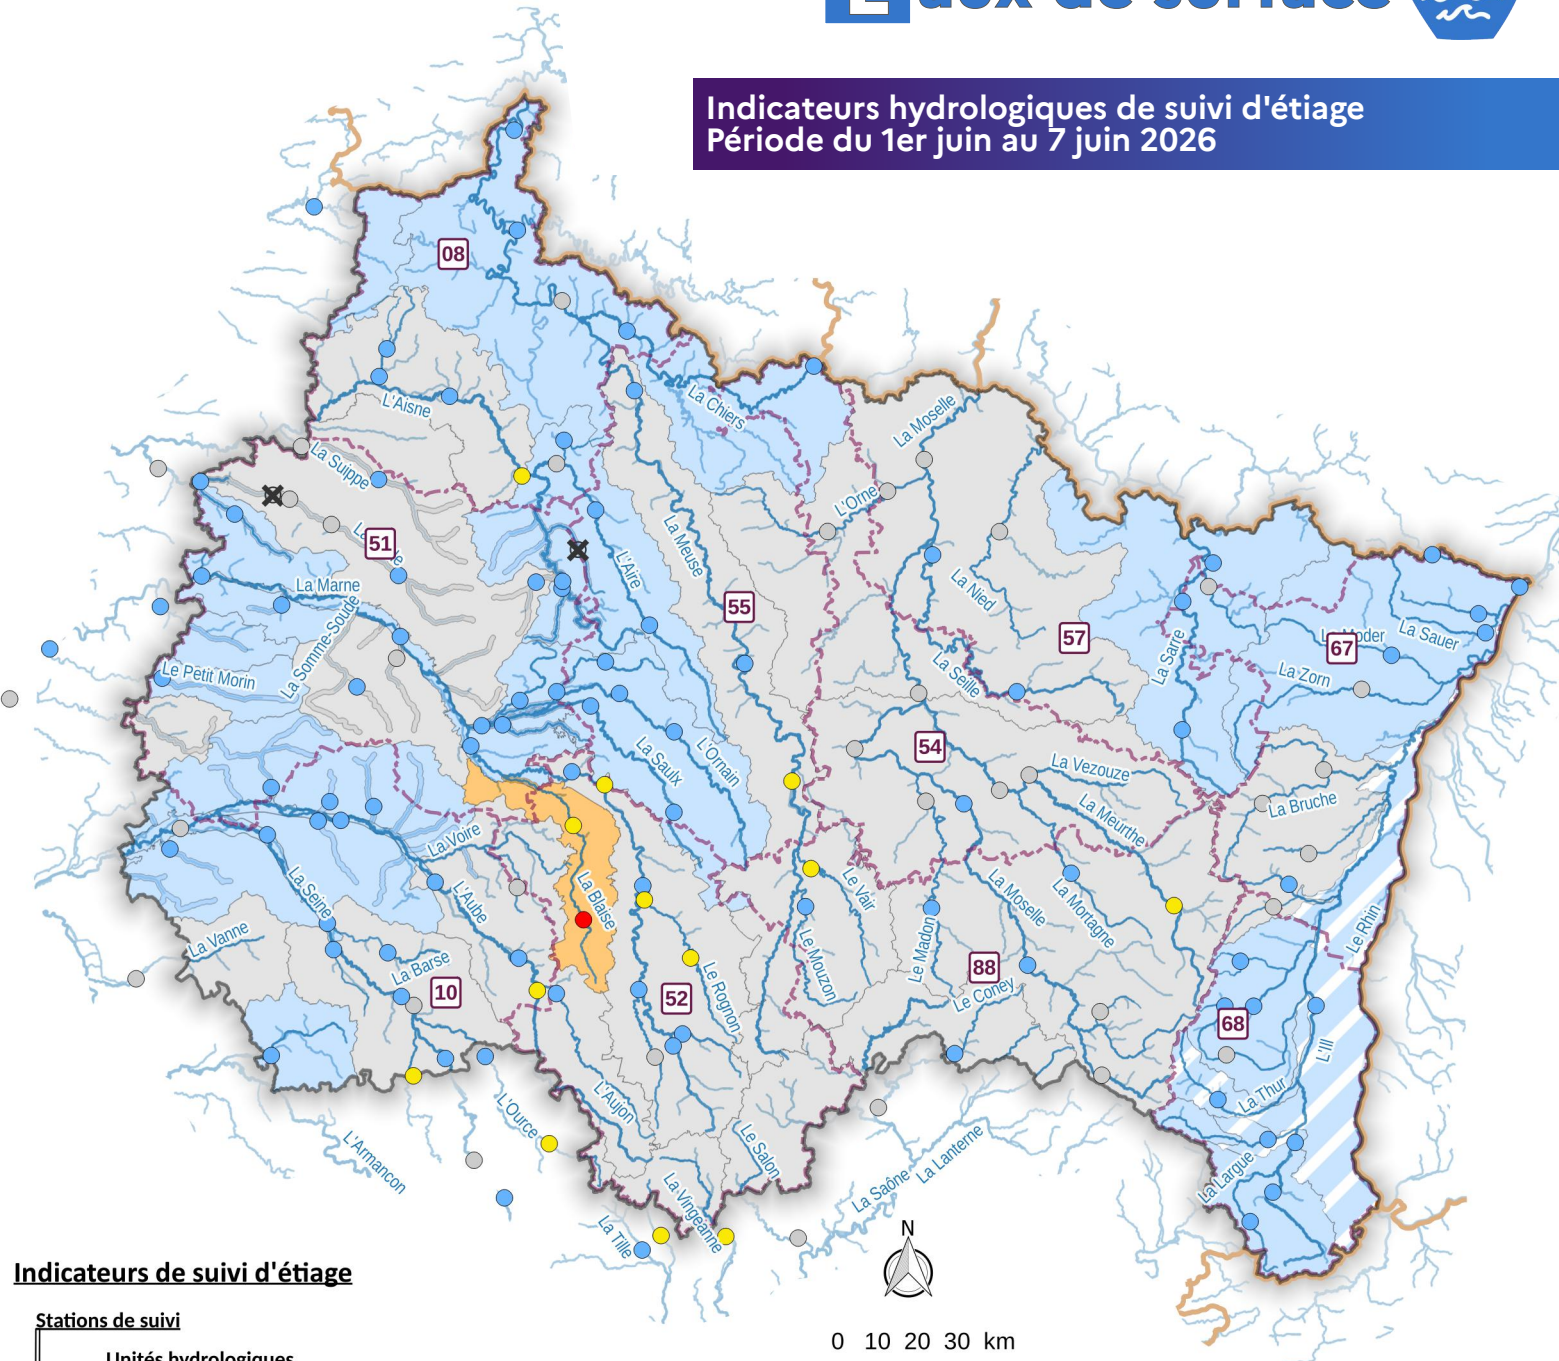 Eaux de surface
Indicateurs hydrologiques de suivi d'étiage
Période du 1er juin au 7 juin 2026
08
La Chiers
L'Aisne
La Moselle
La Suippe
L'Orne
51
La Meuse
L'Aire
La Marne
La Nied
55
La Somme-Soude
57
67
La Sauer
La Sarre
Le Petit Morin
La Seille
La Zorn
54
La Saulx
L'Ornain
La Vezouze
La Bruche
La Meurthe
La Voire
La Seine
L'Aube
La Blaise
Le Vair
La Moselle
La Mortagne
La Vanne
Le Rhin
La Barse
Le Madon
Le Mouzon
88
10
52
Le Rognon
Le Coney
68
L'Ill
L'Aujon
La Thur
L'Ource
L'Armancon
Le Salon
La Lanterne
La Largue
La Saône
La Vingeanne
La Tille
N
Indicateurs de suivi d'étiage
Stations de suivi
0 10 20 30 km
Unités hydrologiques